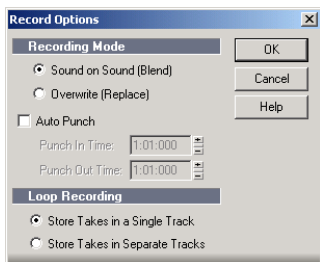 Record Options
Recording Mode
OK
Sound on Sound (Blend)
Cancel
Overwrite (Replace)
Help
Auto Punch
Punch In Time: 1:01:000
Punch Out Time: 1:01:000
Loop Recording
Store Takes in a Single Track
Store Takes in Separate Tracks